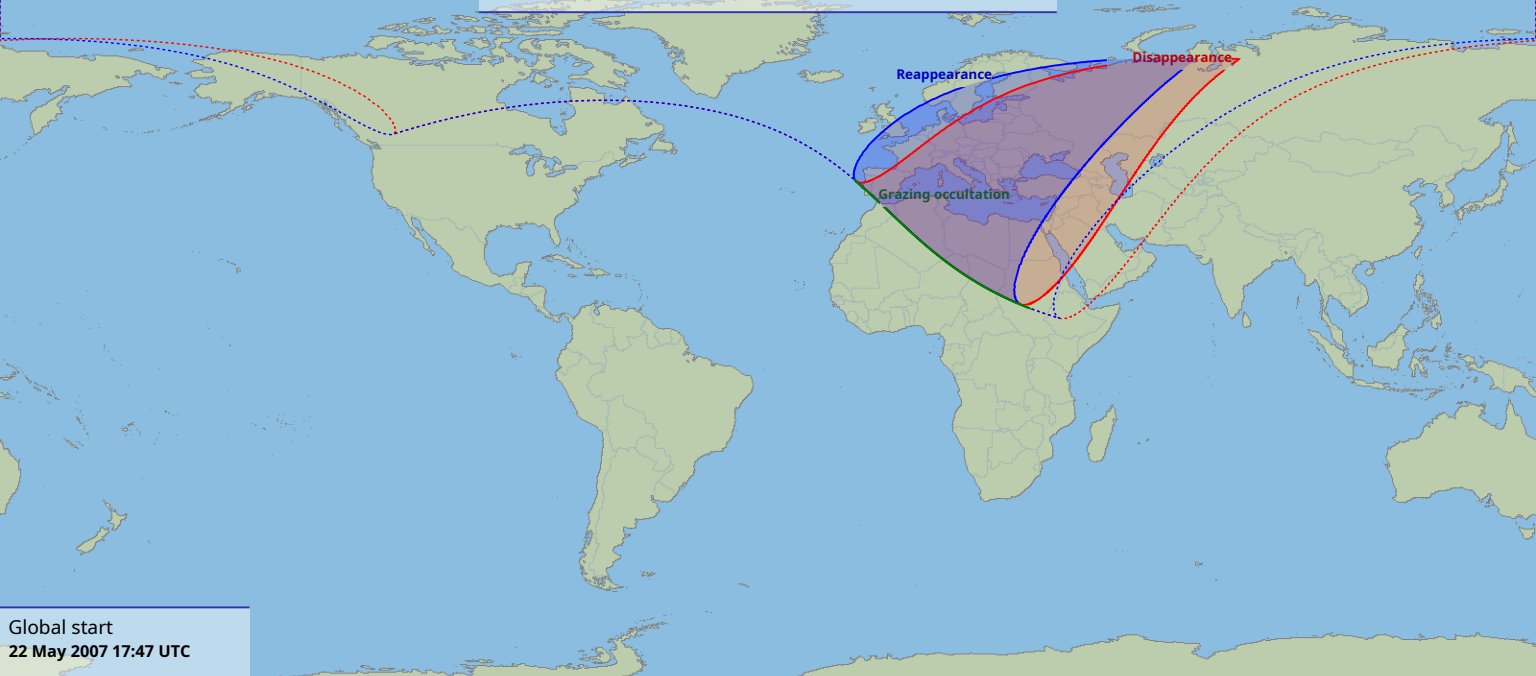 Disappearance
Reappearance
Grazing occultation
Global start
22 May 2007 17:47 UTC